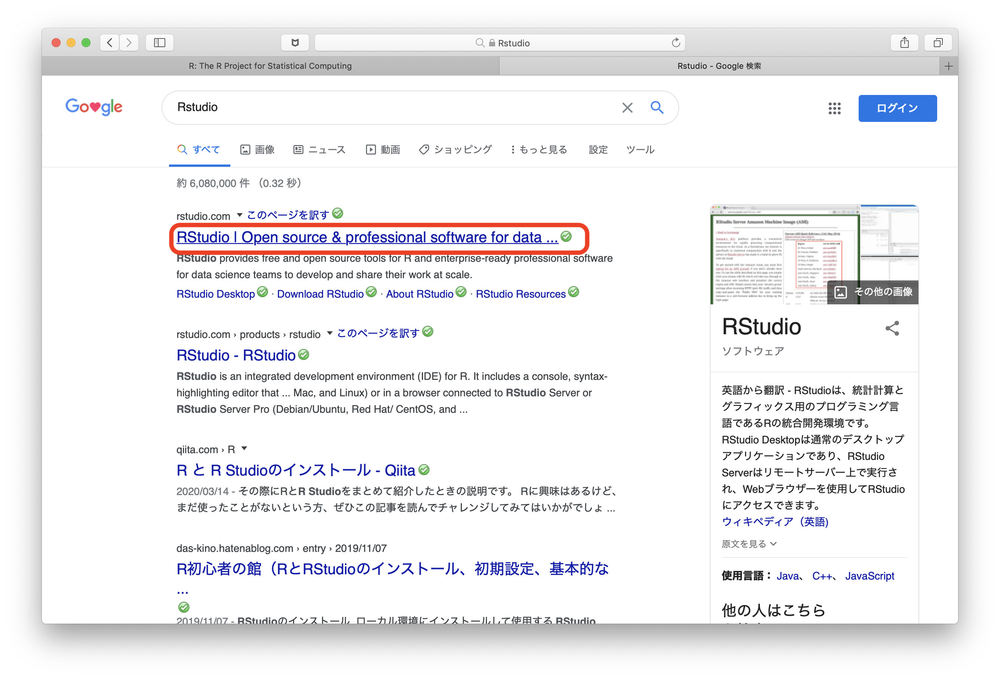 Rstudio
R: The R Project for Statistical Computing
Rstudio - Google 検索
Google
Rstudio
ログイン
すべて 画像 ニュース 動画 ショッピング もっと見る 設定 ツール
約 6,080,000 件 （0.32 秒）
rstudio.com このページを訳す
RStudio | Open source & professional software for data ...
RStudio provides free and open source tools for R and enterprise-ready professional software
for data science teams to develop and share their work at scale.
RStudio Desktop · Download RStudio · About RStudio · RStudio Resources
rstudio.com › products › rstudio このページを訳す
RStudio - RStudio
RStudio is an integrated development environment (IDE) for R. It includes a console, syntax-
highlighting editor that ... Mac, and Linux) or in a browser connected to RStudio Server or
RStudio Server Pro (Debian/Ubuntu, Red Hat/ CentOS, and ...
qiita.com › R
R と R Studioのインストール - Qiita
2020/03/14 - その際にRとR Studioをまとめて紹介したときの説明です。 Rに興味はあるけど、
まだ使ったことがないという方、ぜひこの記事を読んでチャレンジしてみてはいかがでしょ ...
das-kino.hatenablog.com › entry › 2019/11/07
R初心者の館（RとRStudioのインストール、初期設定、基本的な
...
2019/11/07 - RStudioのインストール. ローカル環境にインストールして使用する RStudio
RStudio Server Amazon Machine Image (AMI)
その他の画像
RStudio
ソフトウェア
英語から翻訳 - RStudioは、統計計算と
グラフィックス用のプログラミング言
語であるRの統合開発環境です。
RStudio Desktopは通常のデスクトップ
アプリケーションであり、RStudio
Serverはリモートサーバー上で実行さ
れ、Webブラウザーを使用してRStudio
にアクセスできます。
ウィキペディア（英語)
原文を見る
使用言語： Java、 C++、 JavaScript
他の人はこちら